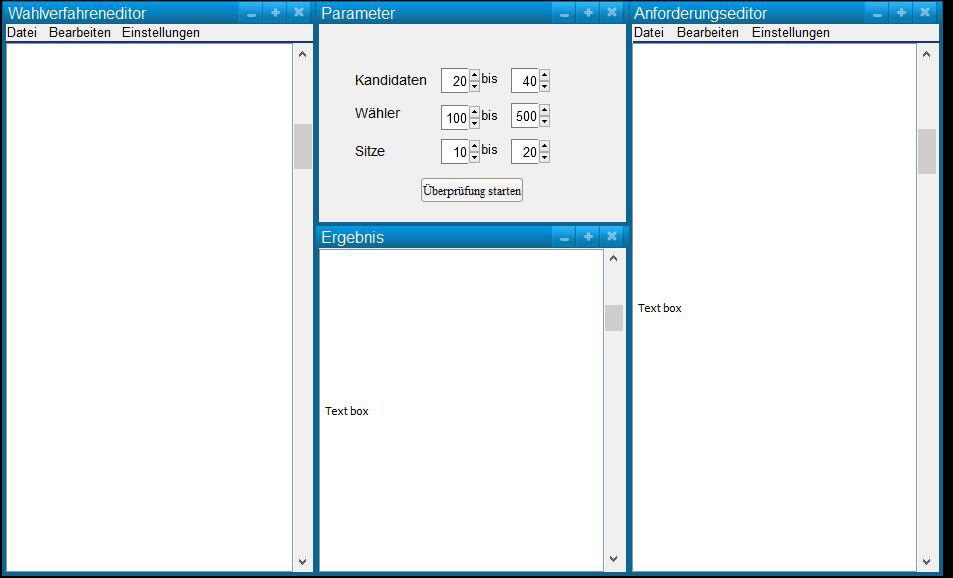 Wahlverfahreneditor
Datei Bearbeiten Einstellungen
Parameter
Kandidaten 20 bis 40
Wähler 100 bis 500
Sitze 10 bis 20
Überprüfung starten
Ergebnis
Text box
Anforderungseditor
Datei Bearbeiten Einstellungen
Text box